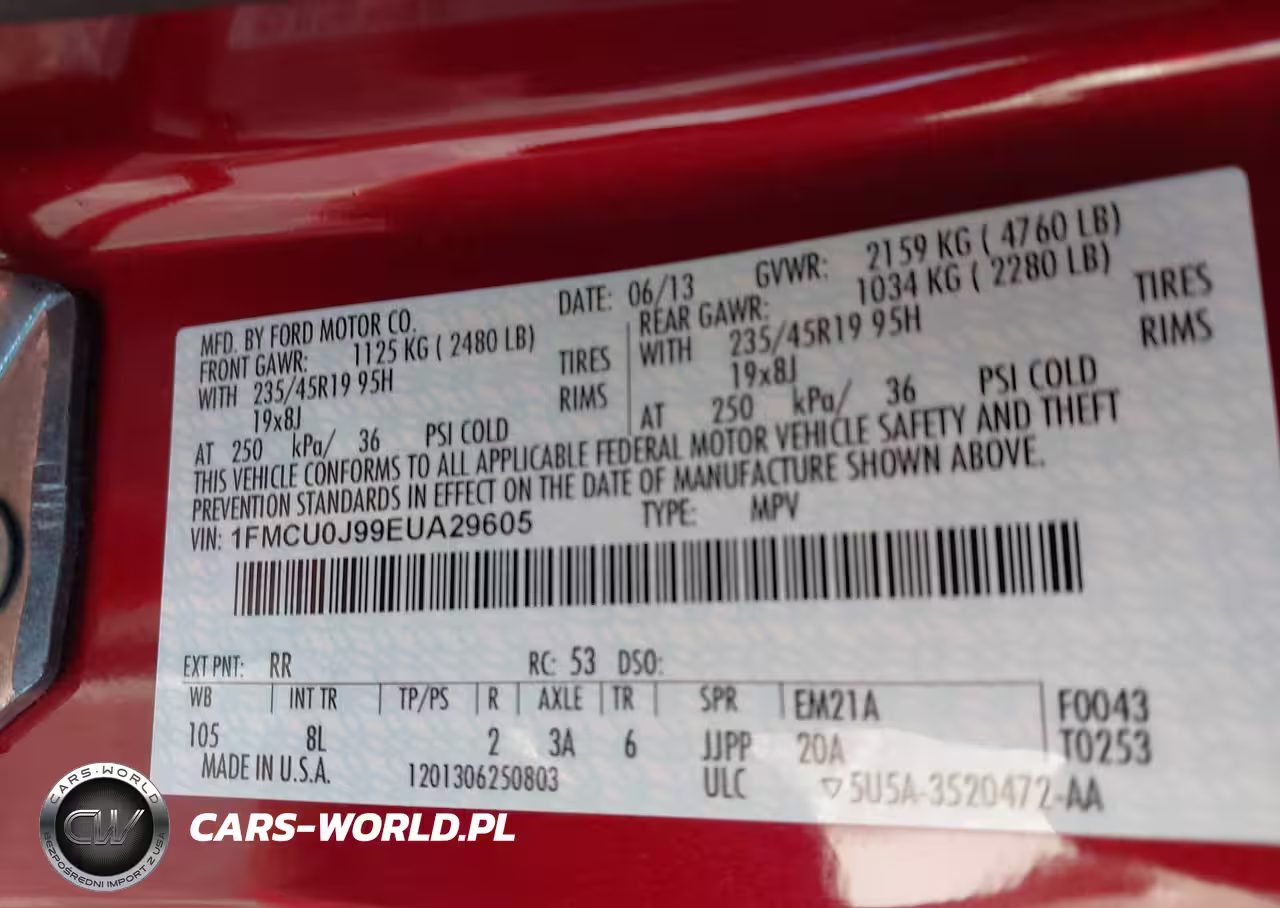 MFD. BY FORD MOTOR CO.
DATE: 06/13
GVWR: 2159 KG ( 4760 LB)
FRONT GAWR: 1125 KG ( 2480 LB)
WITH 235/45R19 95H TIRES
19x8J RIMS
AT 250 kPa/ 36 PSI COLD
REAR GAWR: 1034 KG ( 2280 LB)
WITH 235/45R19 95H TIRES
19x8J RIMS
AT 250 kPa/ 36 PSI COLD
THIS VEHICLE CONFORMS TO ALL APPLICABLE FEDERAL MOTOR VEHICLE SAFETY AND THEFT
PREVENTION STANDARDS IN EFFECT ON THE DATE OF MANUFACTURE SHOWN ABOVE.
VIN: 1FMCU0J99EUA29605 TYPE: MPV
EXT PNT: RR RC: 53 DSO:
WB INT TR TP/PS R AXLE TR SPR EM21A F0043
105 8L 2 3A 6 JJPP 20A T0253
MADE IN U.S.A. 1201306250803 ULC ▽5U5A-3520472-AA
CARS-WORLD
CW
BEZPOŚREDNI IMPORT Z USA
CARS-WORLD.PL